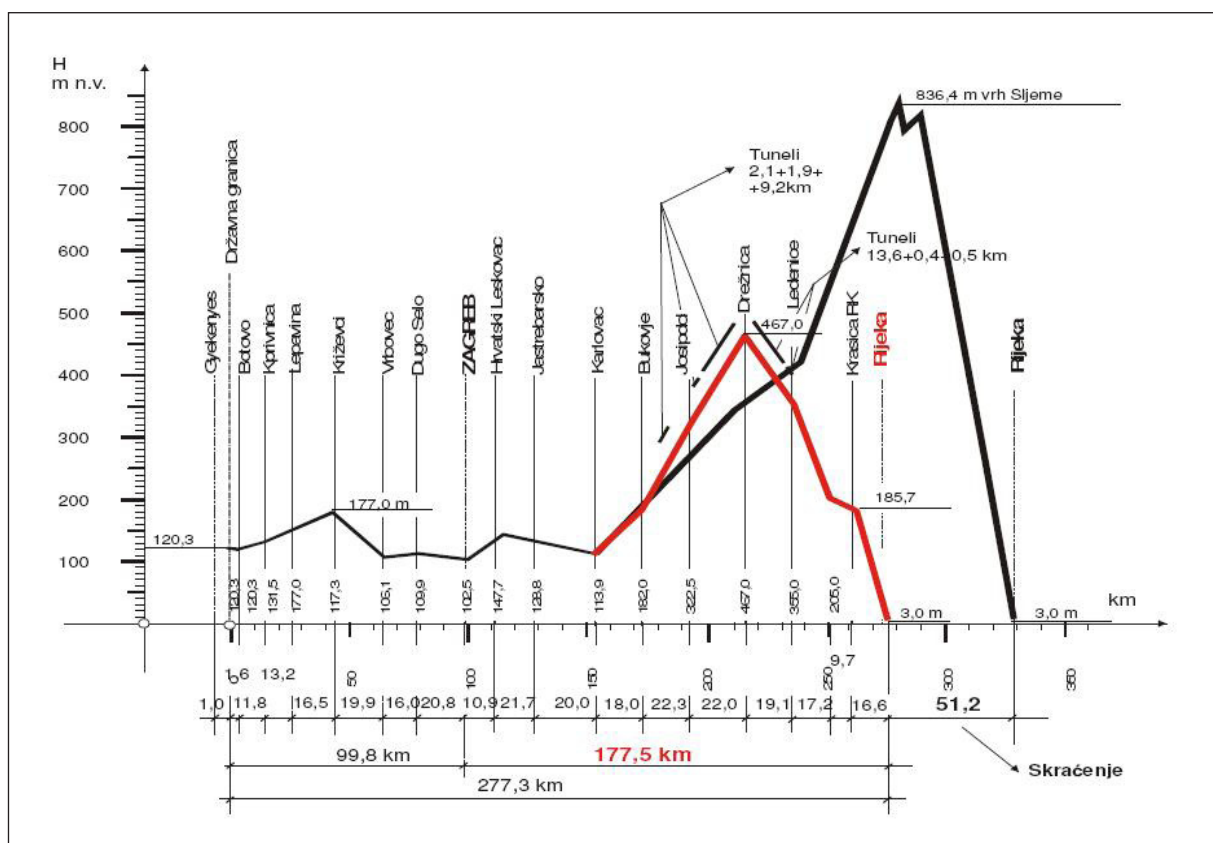 H
m n.v.
836,4 m vrh Sljeme
800
700
600
500
400
300
200
100
120,3
Tuneli
2,1+1,9+
+9,2km
Tuneli
13,6+0,4+0,5 km
467,0
177,0 m
185,7
3,0 m
3,0 m
km
Gyekenyes
Državna granica
Botovo
Kprivnica
Lepavina
Križevci
Vrbovec
Dugo Selo
ZAGREB
Hrvatski Leskovac
Jastrebarsko
Karlovac
Bukovje
Josipdol
Drežnica
Ledenice
Krasica RK
Rijeka
Rijeka
120,3
120,3
131,5
177,0
117,3
105,1
109,9
102,5
147,7
128,8
113,9
182,0
322,5
467,0
355,0
205,0
0
50
100
150
200
250
300
350
1,6
13,2
9,7
1,0
11,8
16,5
19,9
16,0
20,8
10,9
21,7
20,0
18,0
22,3
22,0
19,1
17,2
16,6
51,2
99,8 km
177,5 km
Skraćenje
277,3 km